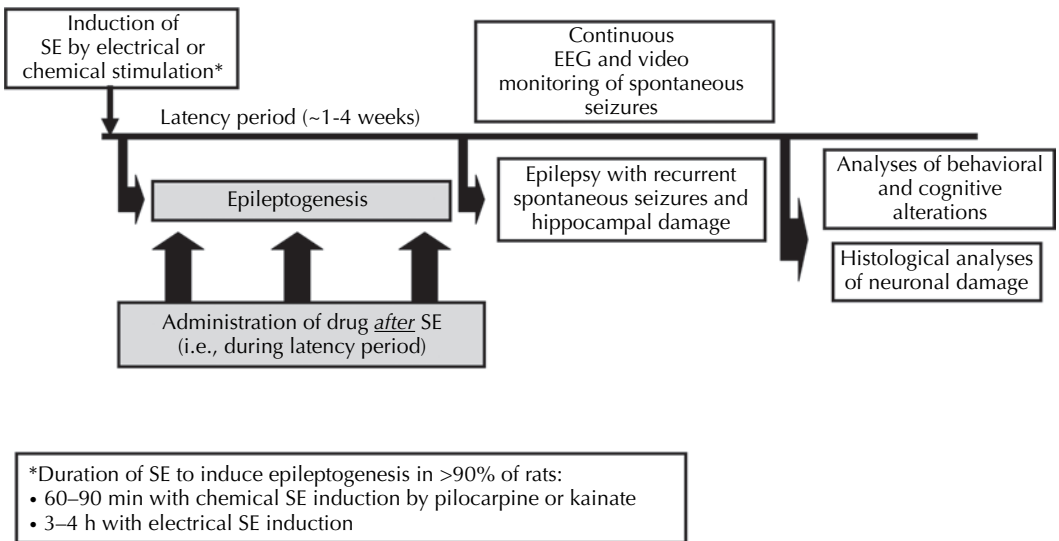 Induction of
SE by electrical or
chemical stimulation*
Continuous
EEG and video
monitoring of spontaneous
seizures
Latency period (~1-4 weeks)
Epileptogenesis
Epilepsy with recurrent
spontaneous seizures and
hippocampal damage
Analyses of behavioral
and cognitive
alterations
Histological analyses
of neuronal damage
Administration of drug after SE
(i.e., during latency period)
*Duration of SE to induce epileptogenesis in >90% of rats:
• 60–90 min with chemical SE induction by pilocarpine or kainate
• 3–4 h with electrical SE induction